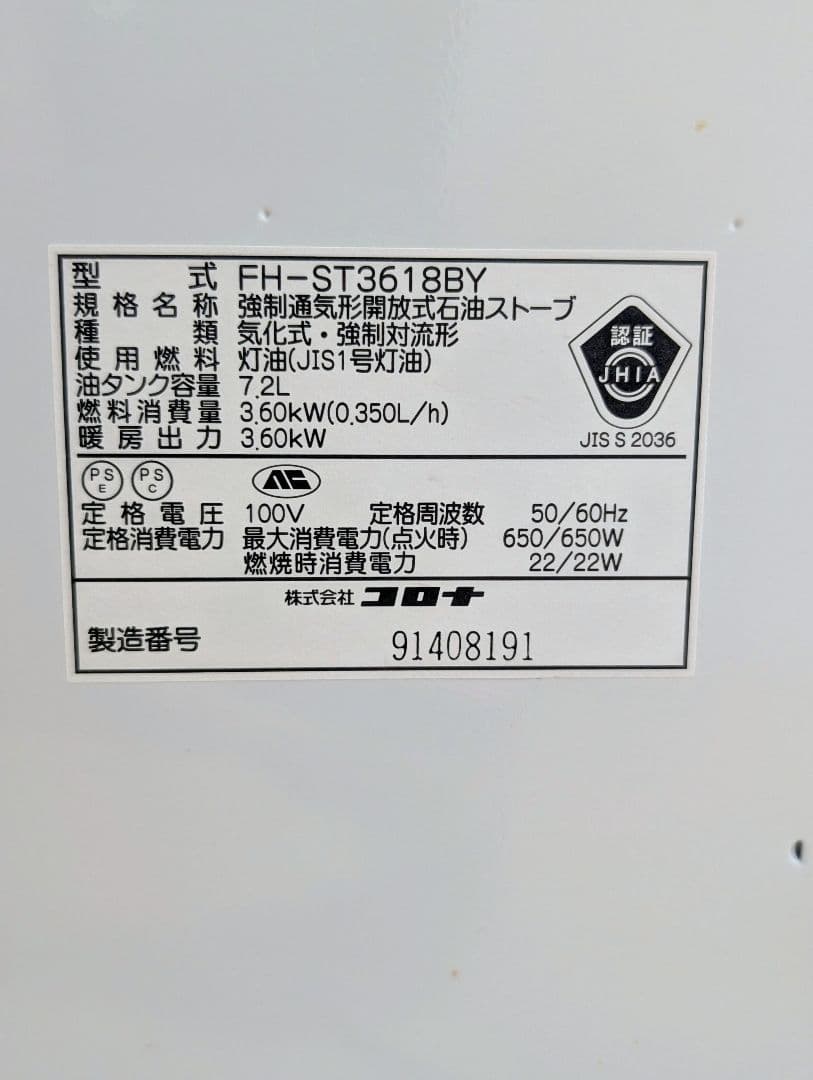 型式 FH-ST3618BY
規格名称 強制通気形開放式石油ストーブ
種類 気化式・強制対流形
使用燃料 灯油(JIS1号灯油)
油タンク容量 7.2L
燃料消費量 3.60kW(0.350L/h)
暖房出力 3.60kW
認証
JHIA
JIS S 2036
PS E PS C
定格電圧 100V 定格周波数 50/60Hz
定格消費電力 最大消費電力(点火時) 650/650W
燃焼時消費電力 22/22W
株式会社 コロナ
製造番号 91408191